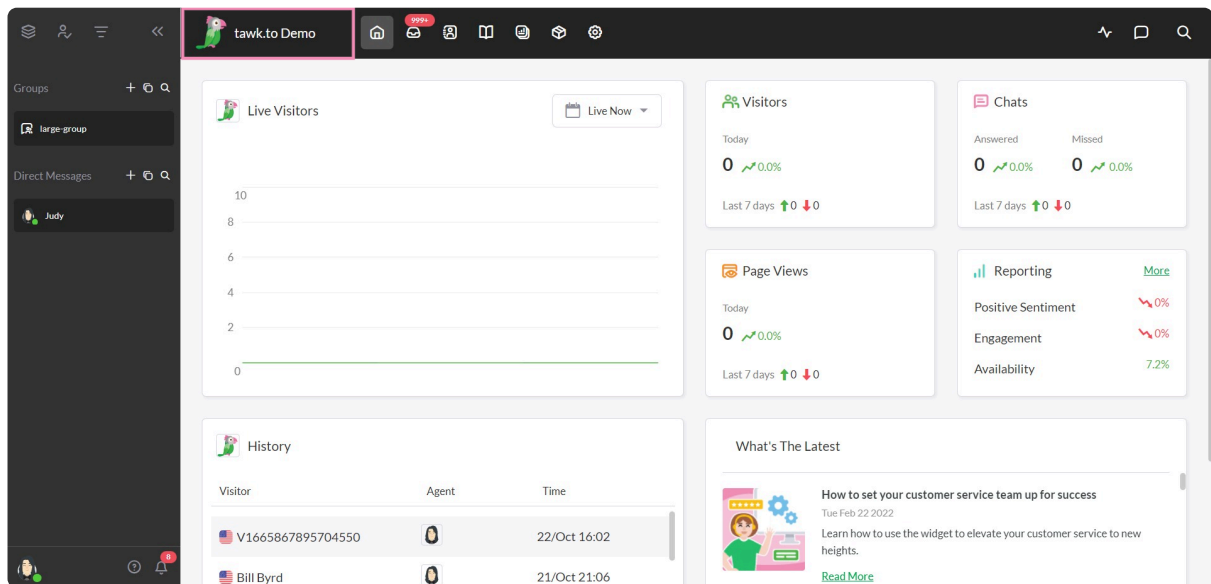 tawk.to Demo
999+
Groups
large-group
Direct Messages
Judy
8
Live Visitors
Live Now
10
8
6
4
2
0
Visitors
Today
0 0.0%
Last 7 days 0 0
Chats
Answered Missed
0 0.0% 0 0.0%
Last 7 days 0 0
Page Views
Today
0 0.0%
Last 7 days 0 0
Reporting More
Positive Sentiment 0%
Engagement 0%
Availability 7.2%
History
Visitor Agent Time
V1665867895704550 22/Oct 16:02
Bill Byrd 21/Oct 21:06
What's The Latest
How to set your customer service team up for success
Tue Feb 22 2022
Learn how to use the widget to elevate your customer service to new
heights.
Read More